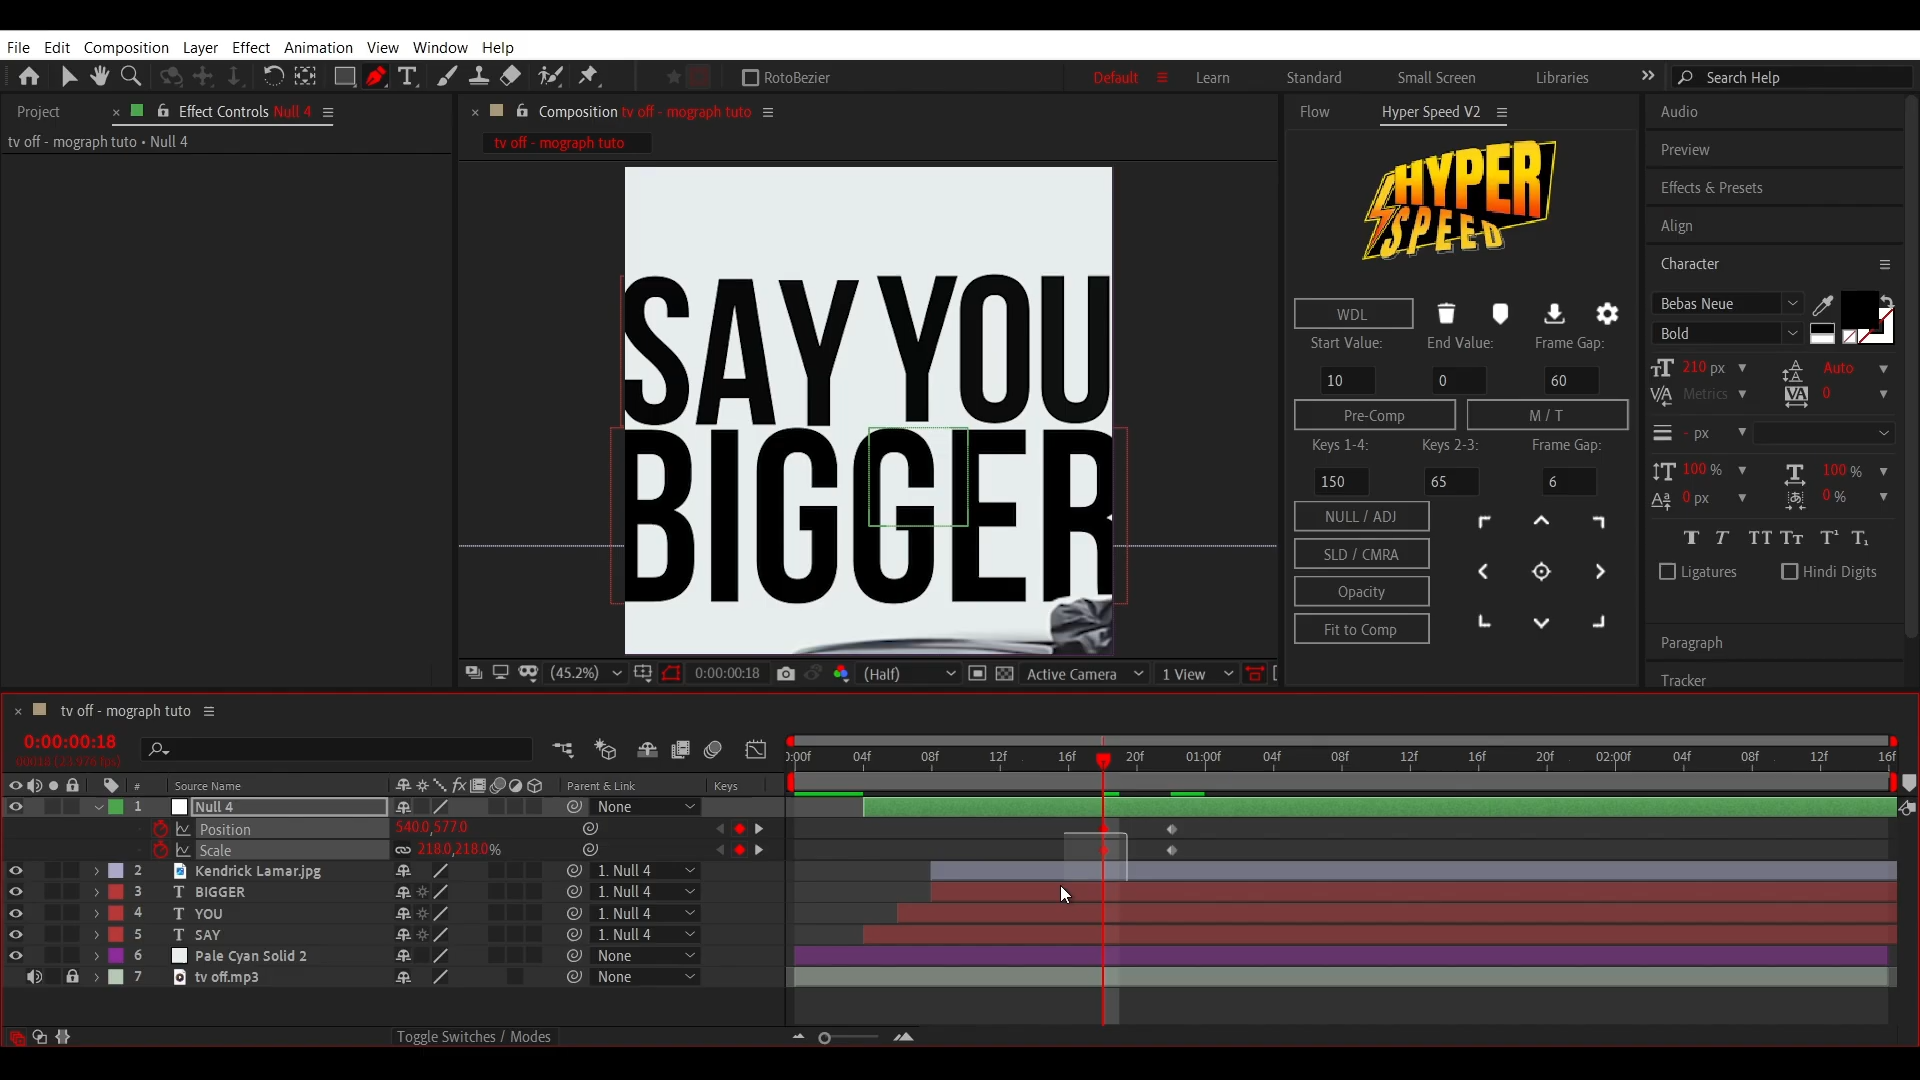 File Edit Composition Layer Effect Animation View Window Help
RotoBezier Default Learn Standard Small Screen Libraries Search Help
Project Effect Controls Null 4
tv off - mograph tuto • Null 4
Composition tv off - mograph tuto
tv off - mograph tuto
SAY YOU
BIGGER
(45.2%) 0:00:00:18 (Half) Active Camera 1 View
Flow Hyper Speed V2
HYPER
SPEED
WDL
Start Value: End Value: Frame Gap:
10 0 60
Pre-Comp M / T
Keys 1-4: Keys 2-3: Frame Gap:
150 65 6
NULL / ADJ
SLD / CMRA
Opacity
Fit to Comp
Audio
Preview
Effects & Presets
Align
Character
Bebas Neue
Bold
210 px Auto
Metrics 0
- px
100 % 100 %
0 px 0 %
T T TT Tt T¹ T₁
Ligatures Hindi Digits
Paragraph
Tracker
tv off - mograph tuto
0:00:00:18
00018 (23.976 fps)
# Source Name Parent & Link Keys
:00f 04f 08f 12f 16f 20f 01:00f 04f 08f 12f 16f 20f 02:00f 04f 08f 12f 16f
1 Null 4 None
Position 540.0,577.0
Scale 218.0,218.0%
2 Kendrick Lamar.jpg 1. Null 4
3 T BIGGER 1. Null 4
4 T YOU 1. Null 4
5 T SAY 1. Null 4
6 Pale Cyan Solid 2 None
7 tv off.mp3 None
Toggle Switches / Modes